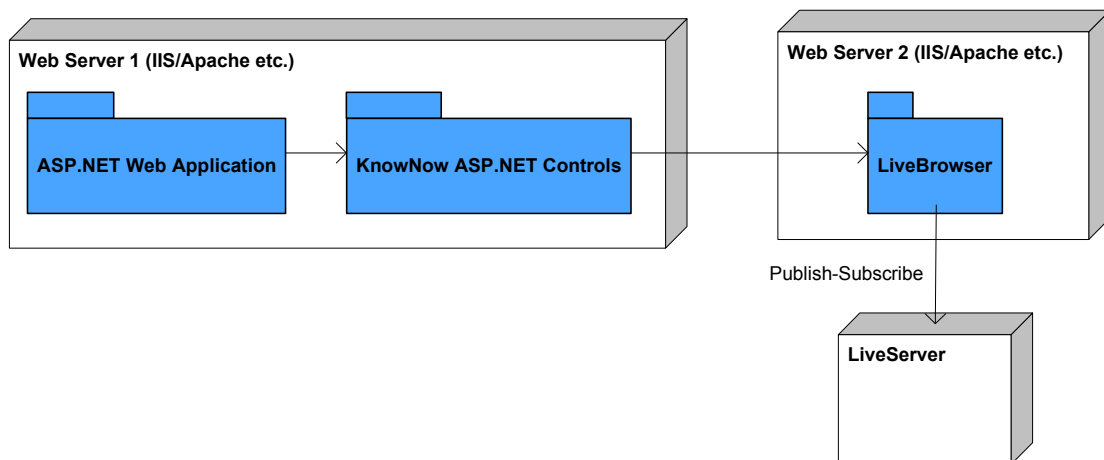 Web Server 1 (IIS/Apache etc.)
ASP.NET Web Application
KnowNow ASP.NET Controls
Web Server 2 (IIS/Apache etc.)
LiveBrowser
Publish-Subscribe
LiveServer